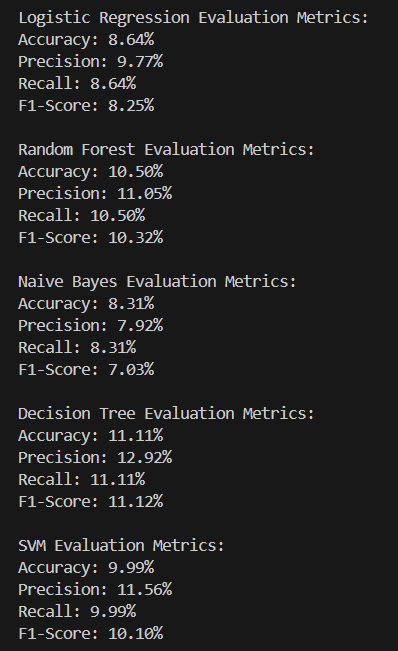 Logistic Regression Evaluation Metrics:
Accuracy: 8.64%
Precision: 9.77%
Recall: 8.64%
F1-Score: 8.25%
Random Forest Evaluation Metrics:
Accuracy: 10.50%
Precision: 11.05%
Recall: 10.50%
F1-Score: 10.32%
Naive Bayes Evaluation Metrics:
Accuracy: 8.31%
Precision: 7.92%
Recall: 8.31%
F1-Score: 7.03%
Decision Tree Evaluation Metrics:
Accuracy: 11.11%
Precision: 12.92%
Recall: 11.11%
F1-Score: 11.12%
SVM Evaluation Metrics:
Accuracy: 9.99%
Precision: 11.56%
Recall: 9.99%
F1-Score: 10.10%